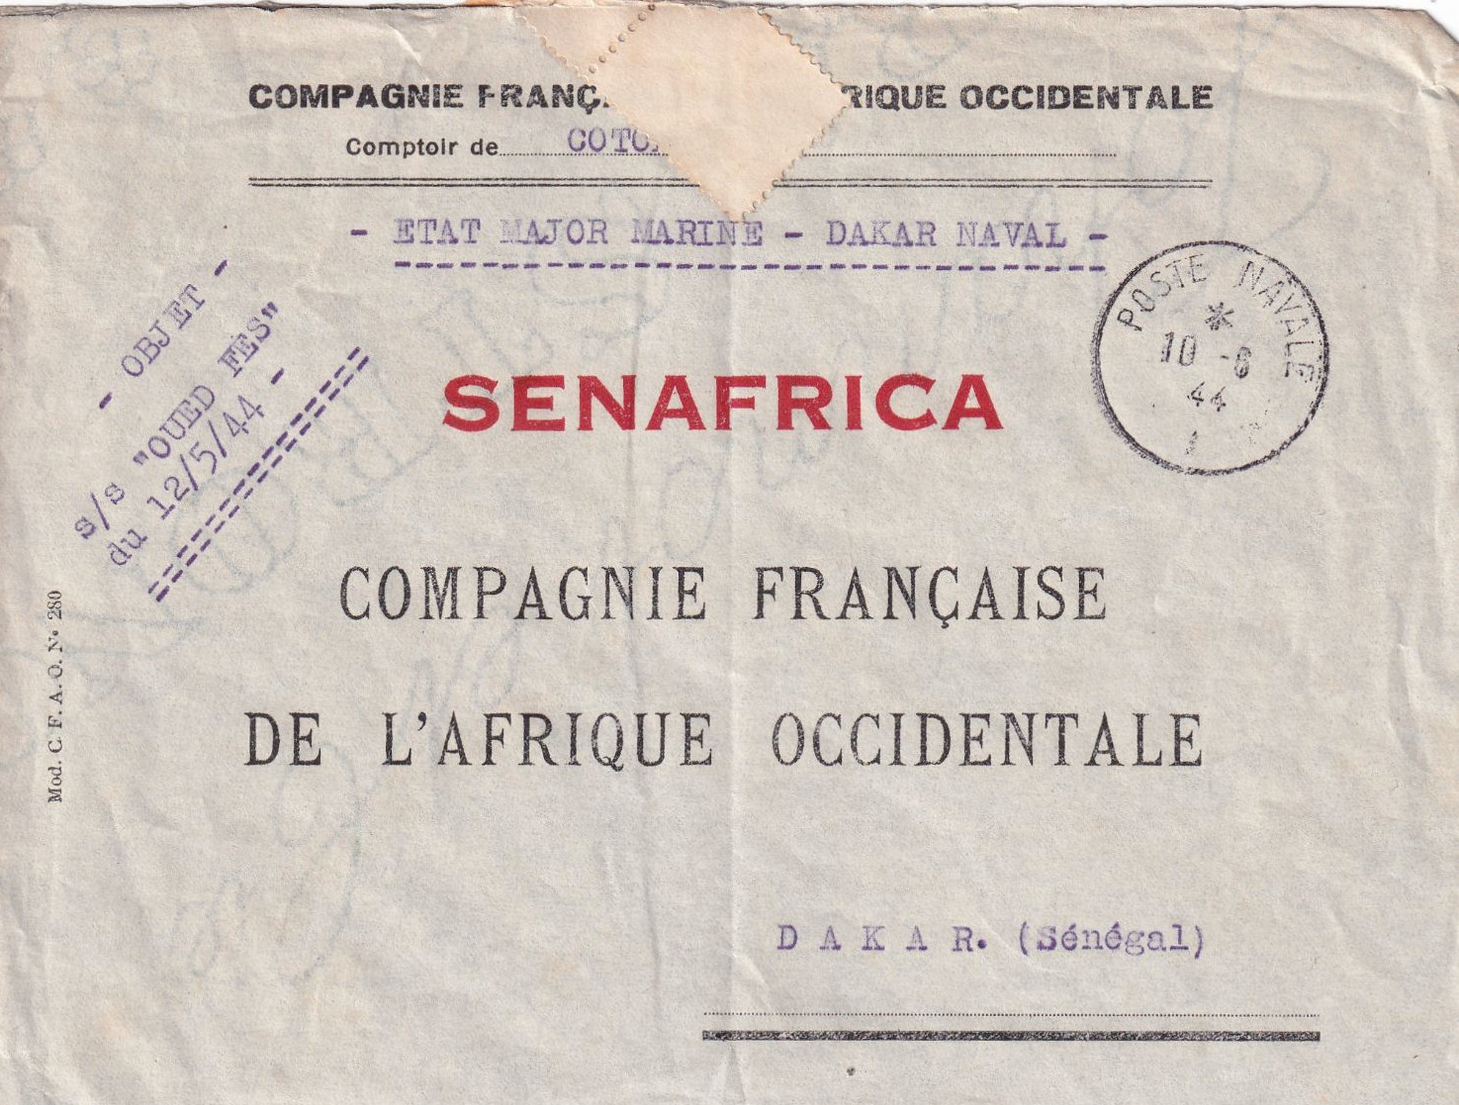 COMPAGNIE FRANÇ RIQUE OCCIDENTALE
Comptoir de COTO
- ETAT MAJOR MARINE - DAKAR NAVAL -
- OBJET -
s/s "OUED FES"
du 12/5/44 -
POSTE NAVALE
*
10 -6
44
SENAFRICA
COMPAGNIE FRANÇAISE
DE L'AFRIQUE OCCIDENTALE
Mod. C. F. A. O. N° 280
D A K A R. (Sénégal)